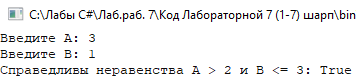 C:\Лабы C#\Лаб.раб. 7\Код Лабораторной 7 (1-7) шарп\bin
Введите A: 3
Введите B: 1
Справедливы неравенства A > 2 и B <= 3: True